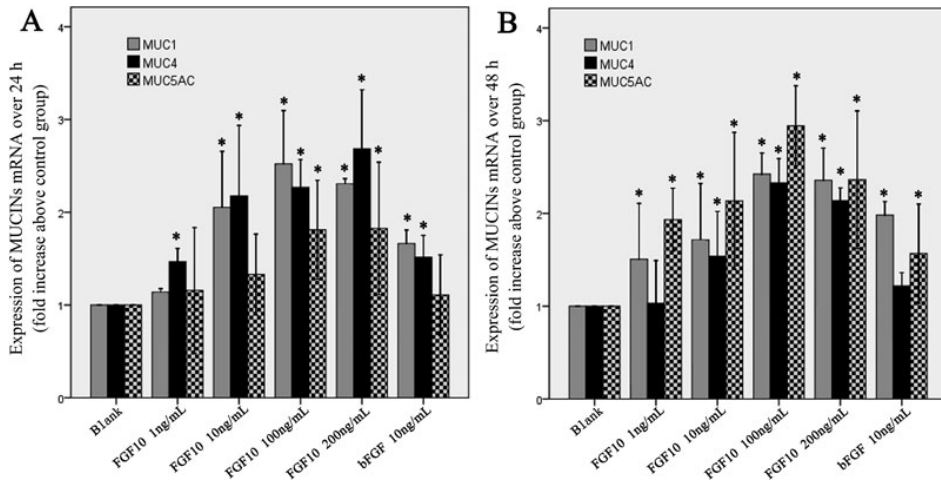 A
Expression of MUCINs mRNA over 24 h
(fold increase above control group)
4
3
2
1
0
MUC1
MUC4
MUC5AC
*
*
*
*
*
*
*
*
*
*
*
Blank
FGF10 1ng/mL
FGF10 10ng/mL
FGF10 100ng/mL
FGF10 200ng/mL
bFGF 10ng/mL
B
Expression of MUCINs mRNA over 48 h
(fold increase above control group)
4
3
2
1
0
MUC1
MUC4
MUC5AC
*
*
*
*
*
*
*
*
*
*
*
*
*
Blank
FGF10 1ng/mL
FGF10 10ng/mL
FGF10 100ng/mL
FGF10 200ng/mL
bFGF 10ng/mL